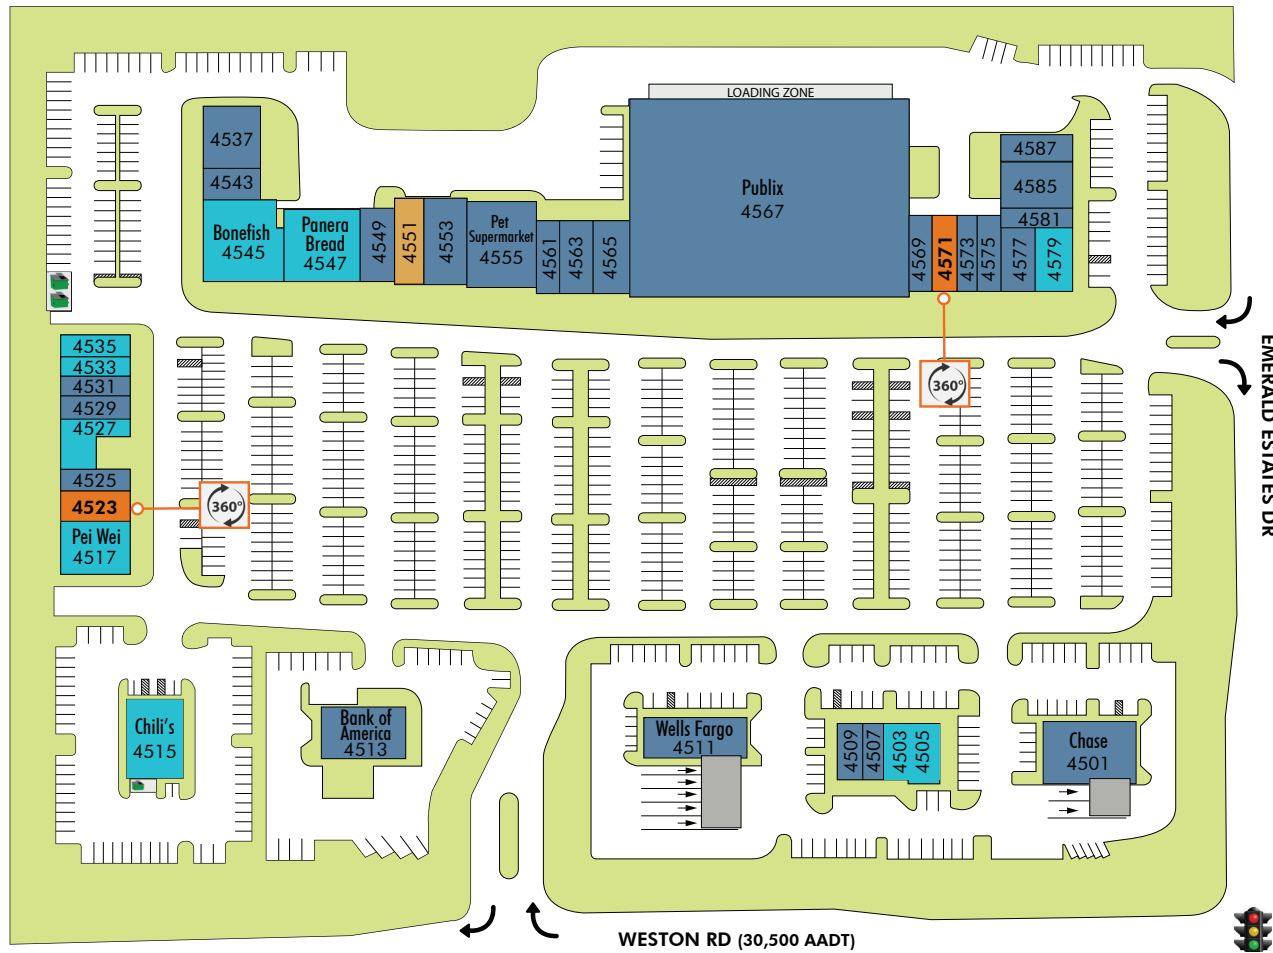 LOADING ZONE
4537
4543
Bonefish
4545
Panera
Bread
4547
4549
4551
4553
Pet
Supermarket
4555
4561
4563
4565
Publix
4567
4569
4571
4573
4575
4577
4579
4581
4585
4587
4535
4533
4531
4529
4527
4525
4523
Pei Wei
4517
360°
360°
EMERALD ESTATES DR
Chili's
4515
Bank of
America
4513
Wells Fargo
4511
4509
4507
4503
4505
Chase
4501
WESTON RD (30,500 AADT)